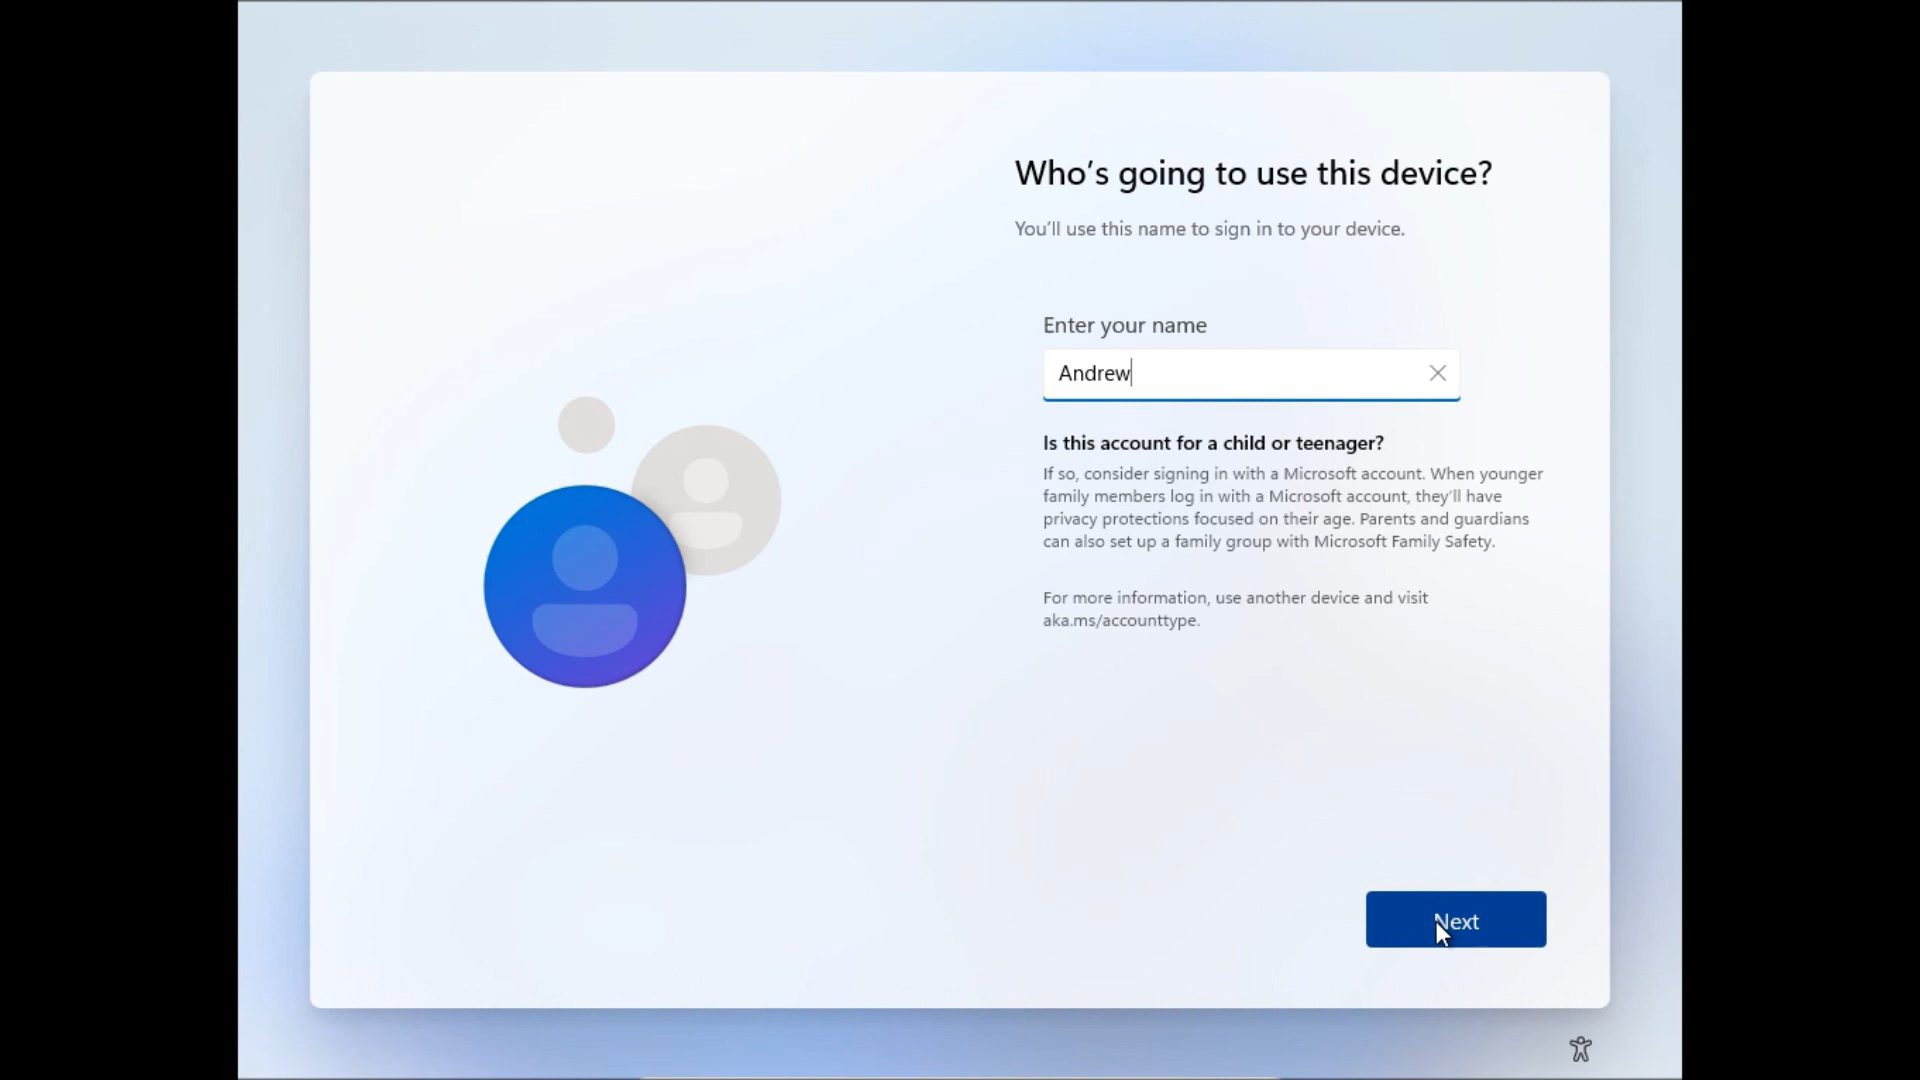 Who's going to use this device?
You'll use this name to sign in to your device.
Enter your name
Andrew
Is this account for a child or teenager?
If so, consider signing in with a Microsoft account. When younger
family members log in with a Microsoft account, they'll have
privacy protections focused on their age. Parents and guardians
can also set up a family group with Microsoft Family Safety.
For more information, use another device and visit
aka.ms/accounttype.
Next